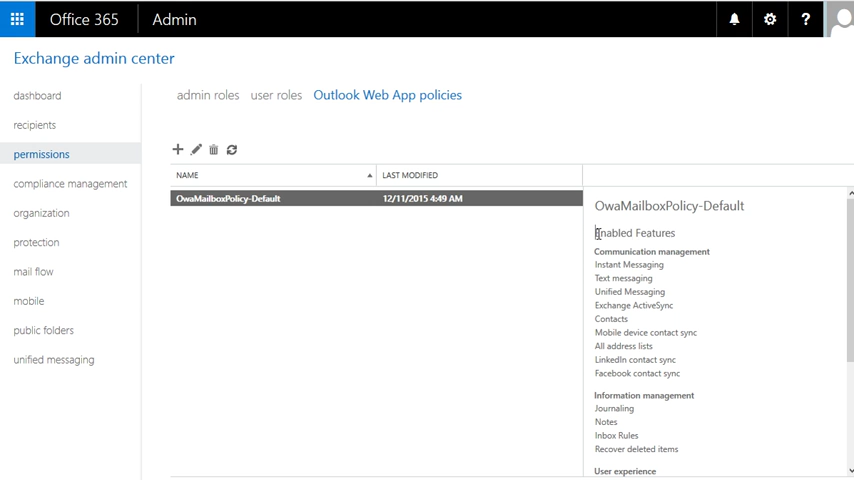 Office 365 Admin ?
Exchange admin center
dashboard
recipients
permissions
compliance management
organization
protection
mail flow
mobile
public folders
unified messaging
admin roles user roles Outlook Web App policies
NAME LAST MODIFIED
OwaMailboxPolicy-Default 12/11/2015 4:49 AM
OwaMailboxPolicy-Default
Enabled Features
Communication management
Instant Messaging
Text messaging
Unified Messaging
Exchange ActiveSync
Contacts
Mobile device contact sync
All address lists
LinkedIn contact sync
Facebook contact sync
Information management
Journaling
Notes
Inbox Rules
Recover deleted items
User experience